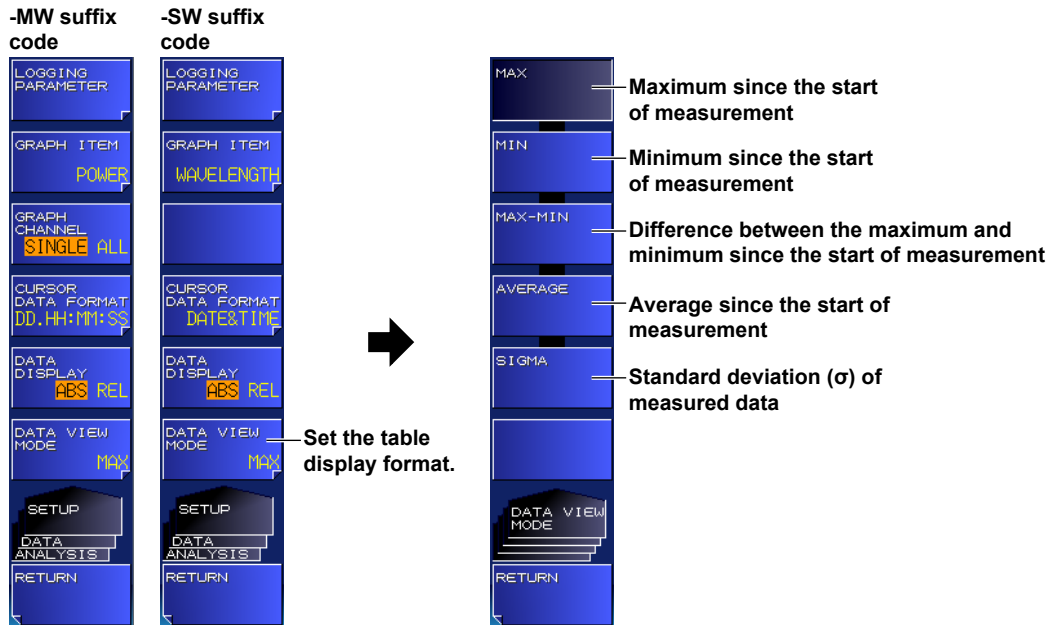 -MW suffix
code
LOGGING
PARAMETER
GRAPH ITEM
POWER
GRAPH
CHANNEL
SINGLE ALL
CURSOR
DATA FORMAT
DD.HH:MM:SS
DATA
DISPLAY
ABS REL
DATA VIEW
MODE
MAX
SETUP
DATA
ANALYSIS
RETURN
-SW suffix
code
LOGGING
PARAMETER
GRAPH ITEM
WAVELENGTH
CURSOR
DATA FORMAT
DATE&TIME
DATA
DISPLAY
ABS REL
DATA VIEW
MODE
MAX
SETUP
DATA
ANALYSIS
RETURN
Set the table
display format.
MAX
Maximum since the start
of measurement
MIN
Minimum since the start
of measurement
MAX-MIN
Difference between the maximum and
minimum since the start of measurement
AVERAGE
Average since the start of
measurement
SIGMA
Standard deviation (σ) of
measured data
DATA VIEW
MODE
RETURN